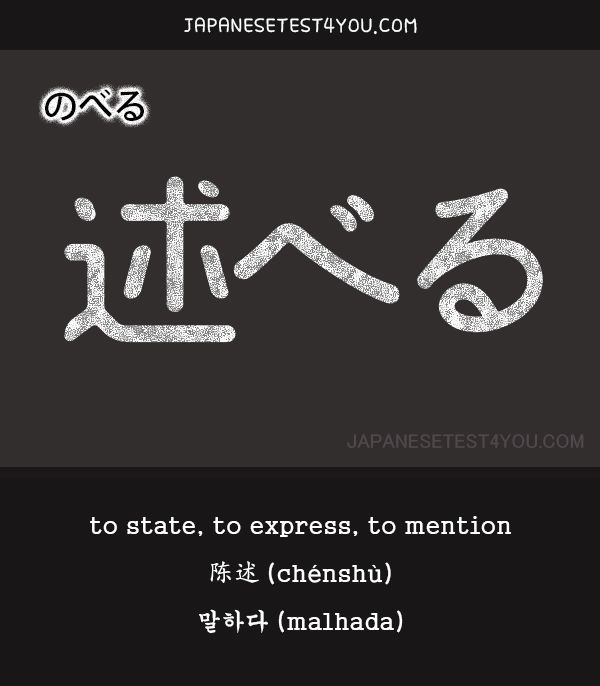 JAPANESETEST4YOU.COM
のべる
述べる
JAPANESETEST4YOU.COM
to state, to express, to mention
陈述 (chénshù)
말하다 (malhada)